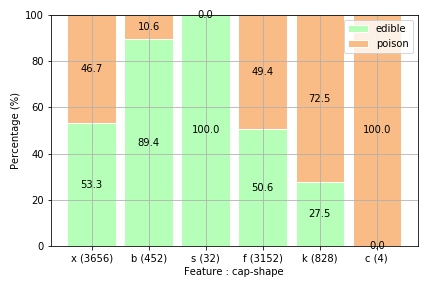 100
80
60
40
20
0
Percentage (%)
0.0
10.6
46.7
49.4
72.5
89.4
100.0
100.0
53.3
50.6
27.5
0.0
edible
poison
x (3656)
b (452)
s (32)
f (3152)
k (828)
c (4)
Feature : cap-shape